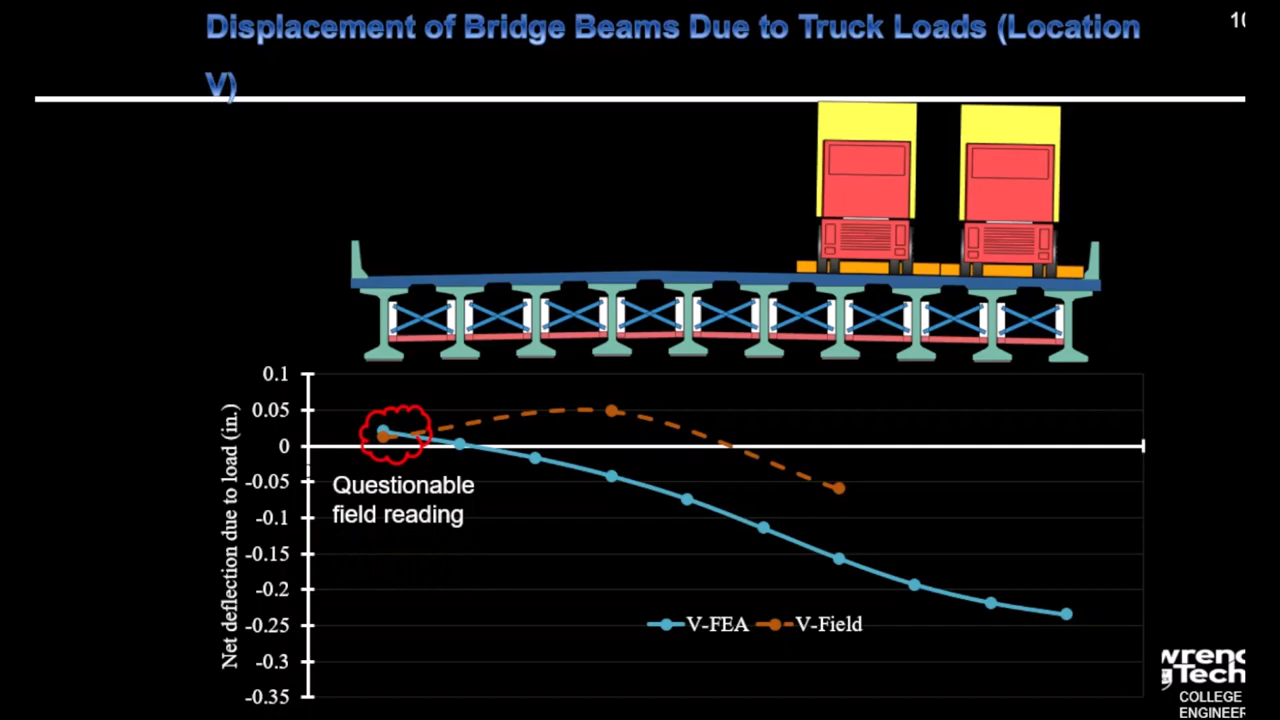 Displacement of Bridge Beams Due to Truck Loads (Location
V)
Net deflection due to load (in.)
0.1
0.05
0
-0.05
-0.1
-0.15
-0.2
-0.25
-0.3
-0.35
Questionable
field reading
V-FEA
V-Field
Tech
COLLEGE